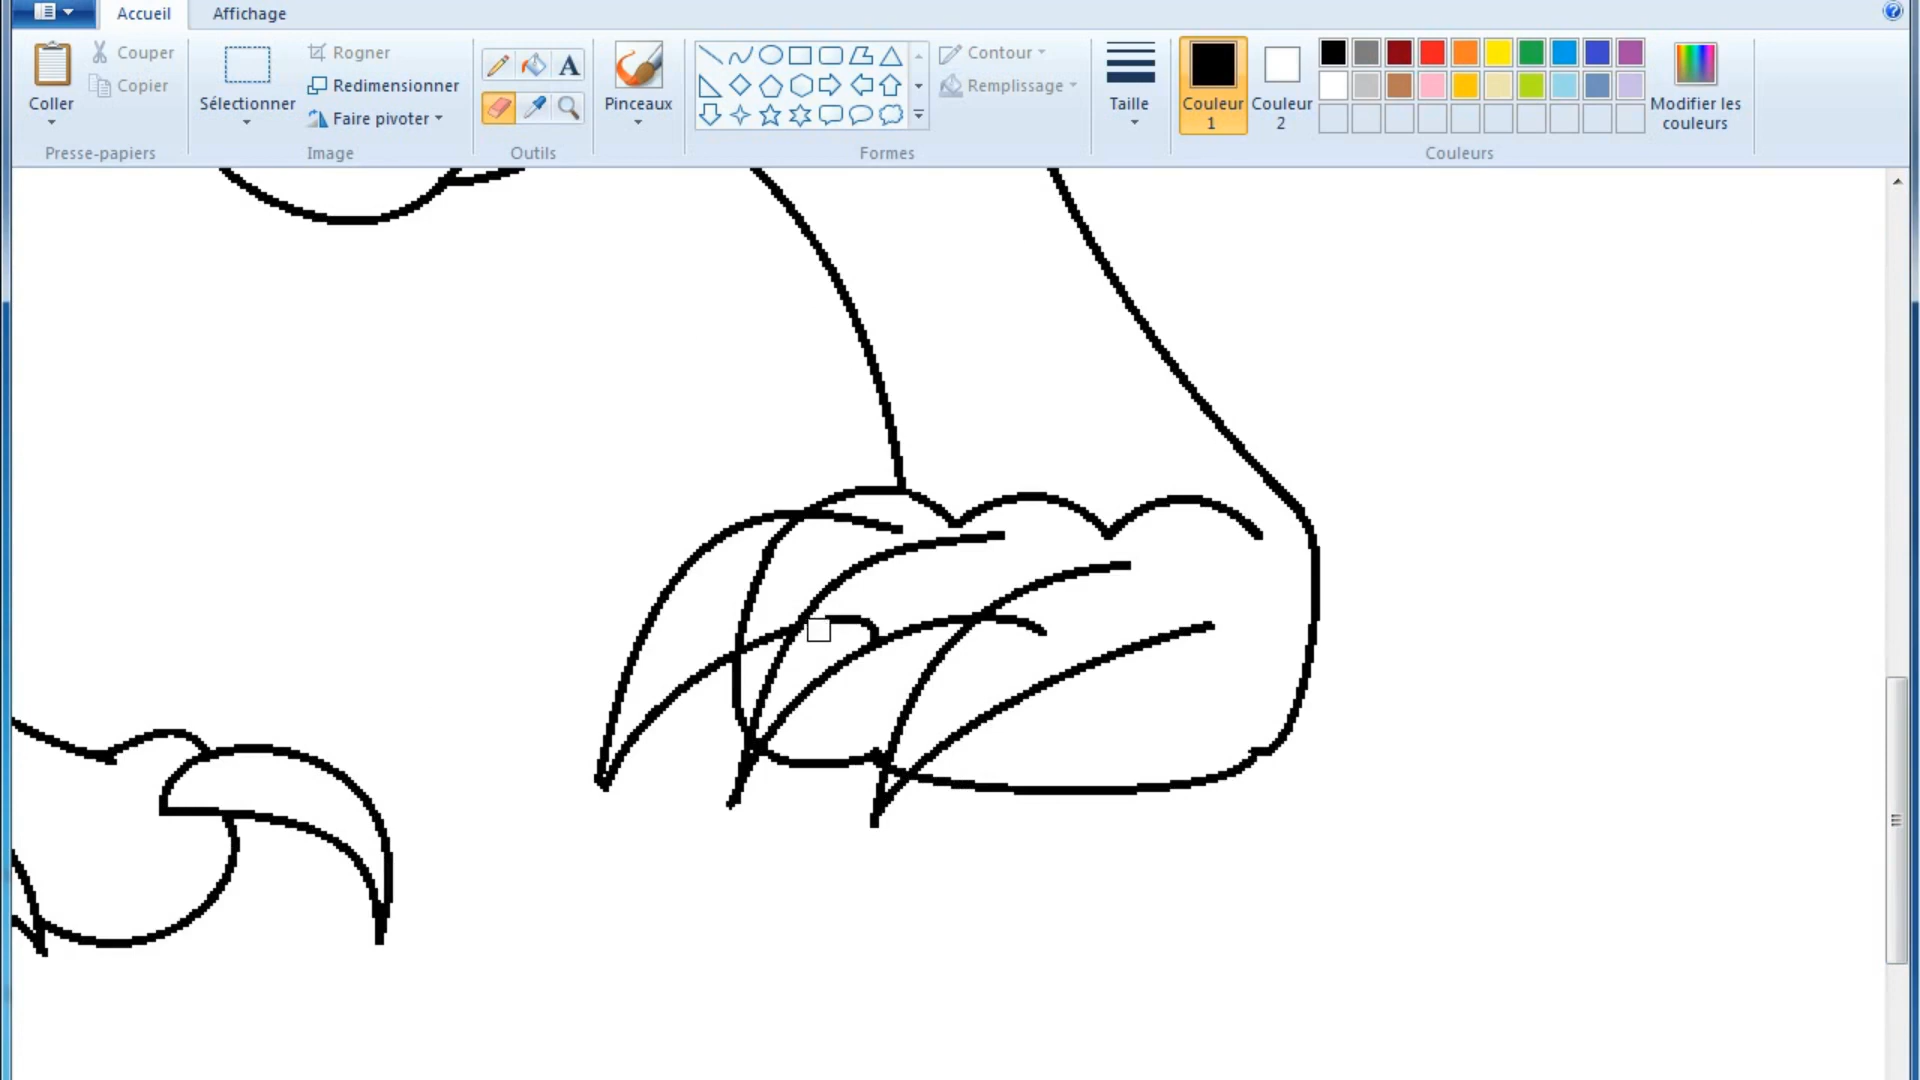 Accueil Affichage
Couper
Copier
Coller
Presse-papiers
Sélectionner
Rogner
Redimensionner
Faire pivoter
Image
A
Outils
Pinceaux
Contour
Remplissage
Formes
Taille
Couleur
1
Couleur
2
Modifier les
couleurs
Couleurs